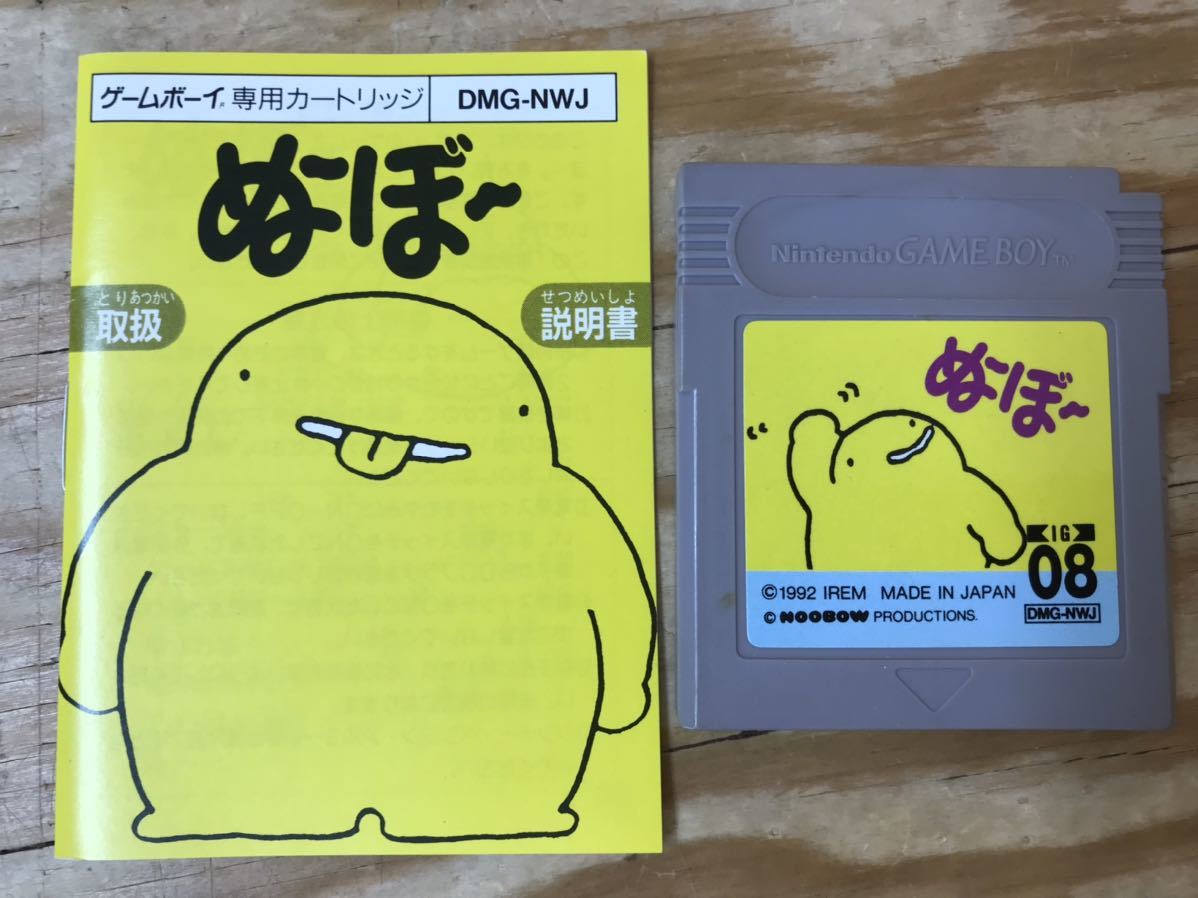 ゲームボーイ専用カートリッジ DMG-NWJ
ぬ〜ぼ〜
とりあつかい
取扱
せつめいしょ
説明書
Nintendo GAME BOY TM
ぬ〜ぼ〜
IG
08
©1992 IREM MADE IN JAPAN
© NOOBOW PRODUCTIONS.
DMG-NWJ